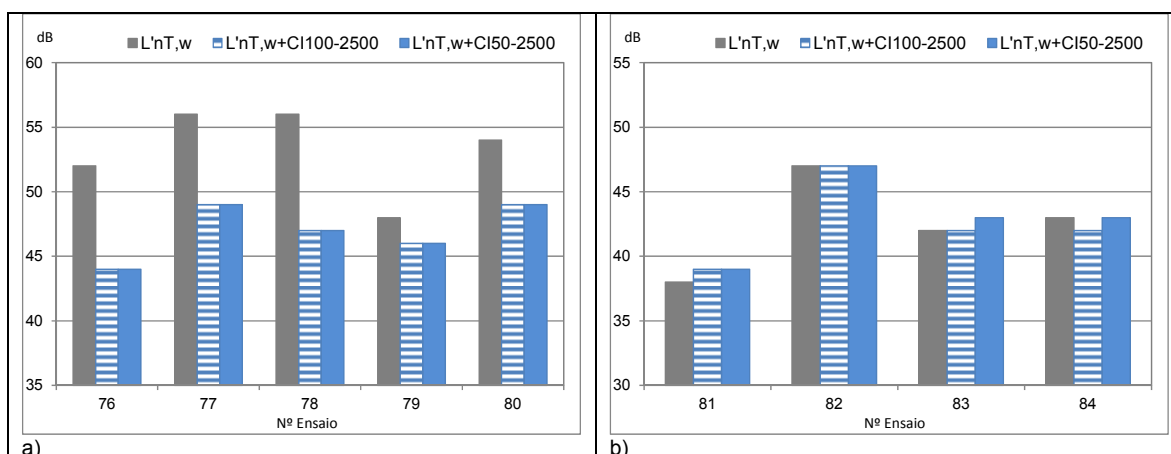 dB
L'nT,w L'nT,w+CI100-2500 L'nT,w+CI50-2500
60
55
50
45
40
35
76 77 78 79 80
Nº Ensaio
a)
dB
L'nT,w L'nT,w+CI100-2500 L'nT,w+CI50-2500
55
50
45
40
35
30
81 82 83 84
Nº Ensaio
b)